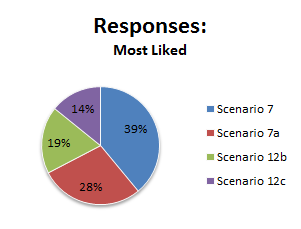 Responses:
Most Liked
14%
39%
19%
28%
Scenario 7
Scenario 7a
Scenario 12b
Scenario 12c